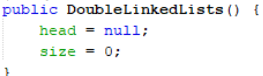 public DoubleLinkedLists() {
head = null;
size = 0;
}